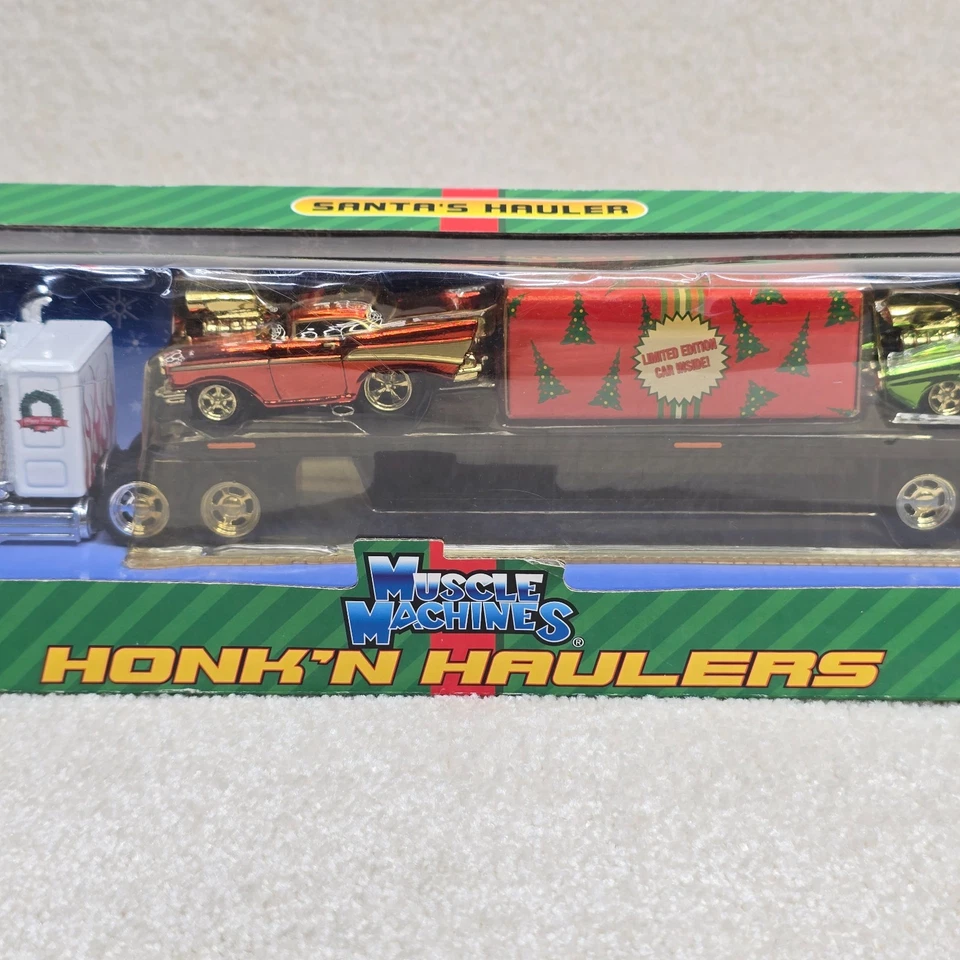 SANTA'S HAULER
LIMITED EDITION
CAR INSIDE!
MUSCLE
MACHINES®
HONK'N HAULERS